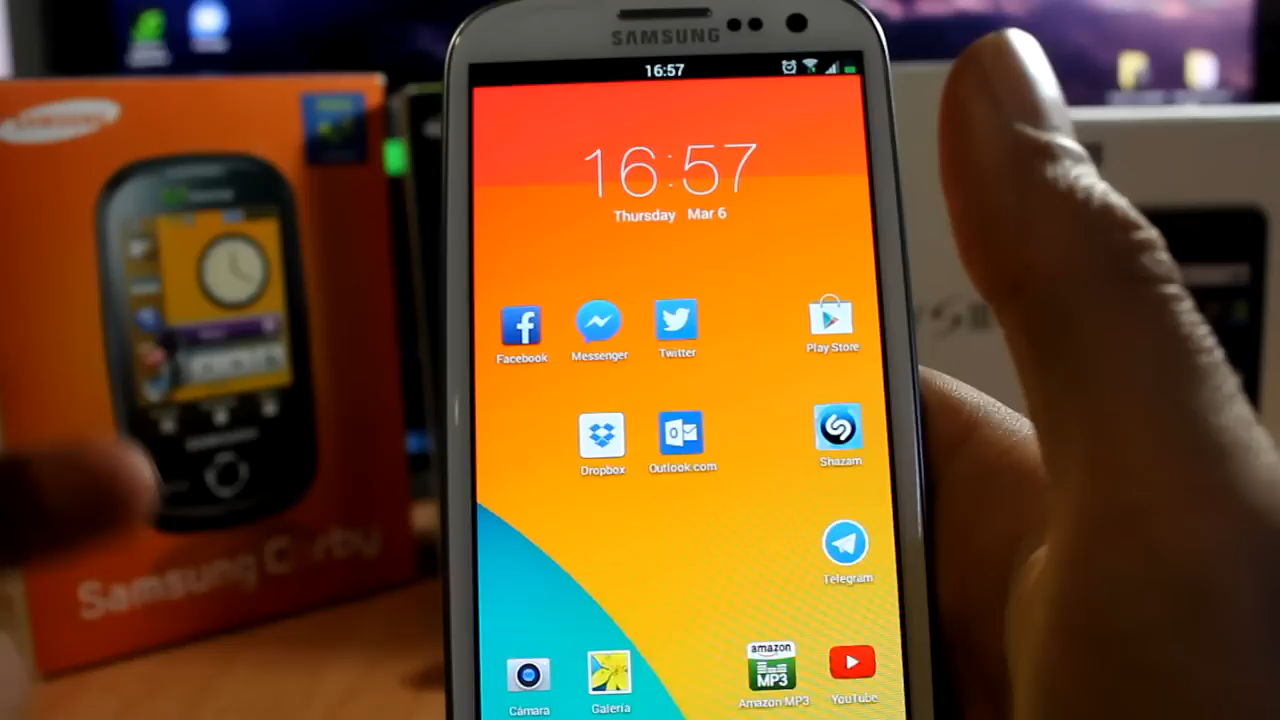 SAMSUNG
16:57
16:57
Thursday Mar 6
Facebook
Messenger
Twitter
Play Store
Dropbox
Outlook.com
Shazam
Telegram
amazon
MP3
Cámara
Galería
Amazon MP3
YouTube
Samsung Corby